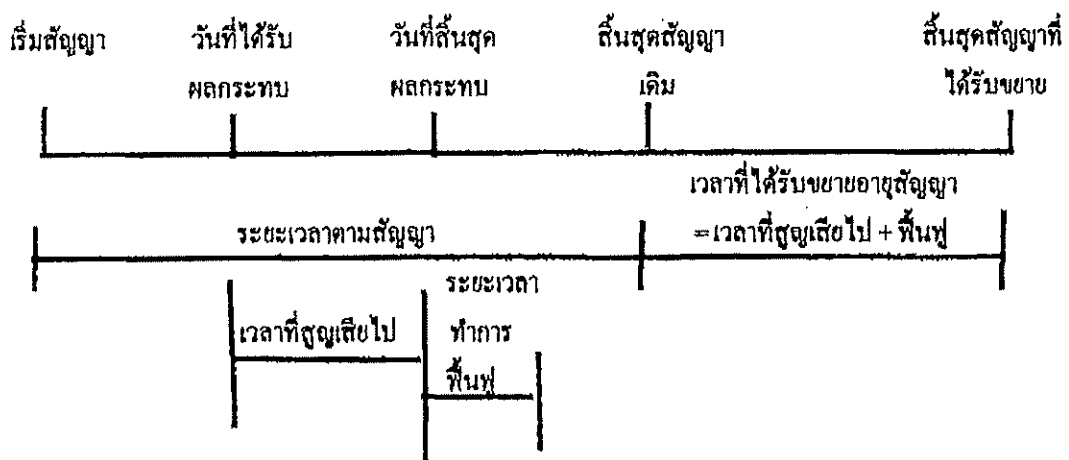 เริ่มสัญญา วันที่ได้รับ วันที่สิ้นสุด สิ้นสุดสัญญา สิ้นสุดสัญญาที่
ผลกระทบ ผลกระทบ เดิม ได้รับขยาย
เวลาที่ได้รับขยายอายุสัญญา
ระยะเวลาตามสัญญา =เวลาที่สูญเสียไป + ฟื้นฟู
ระยะเวลา
เวลาที่สูญเสียไป ทำการ
ฟื้นฟู